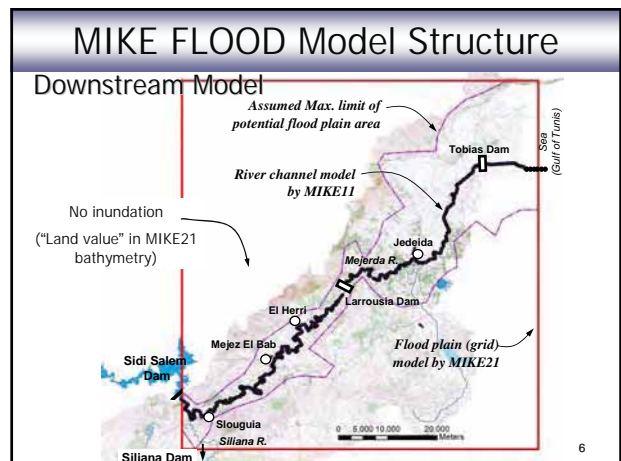 MIKE FLOOD Model Structure
Downstream Model
Assumed Max. limit of
potential flood plain area
Sea
(Gulf of Tunis)
Tobias Dam
River channel model
by MIKE11
No inundation
("Land value" in MIKE21
bathymetry)
Jedeida
Mejerda R.
Larrousia Dam
El Herri
Mejez El Bab
Flood plain (grid)
model by MIKE21
Sidi Salem
Dam
Slouguia
Siliana R.
Siliana Dam
0 5,000 10,000 20,000
Meters
6